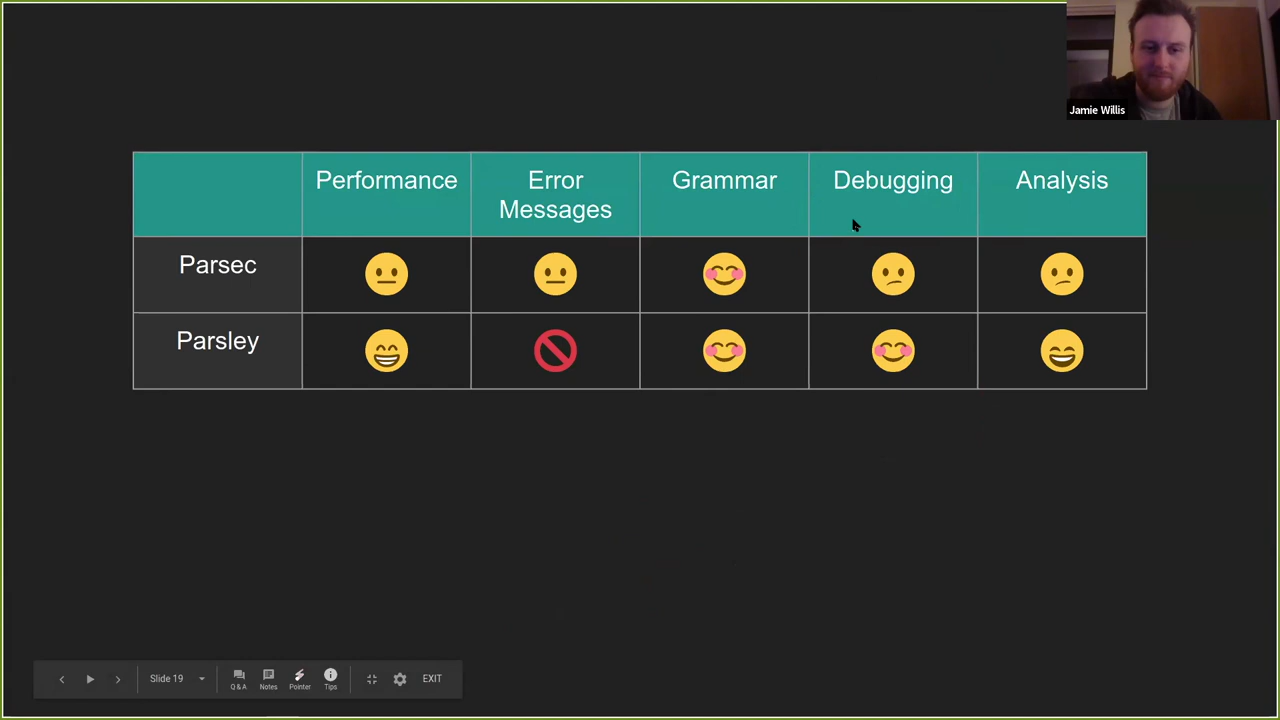 Jamie Willis
Performance
Error
Messages
Grammar
Debugging
Analysis
Parsec
Parsley
Slide 19
Q & A
Notes
Pointer
Tips
EXIT